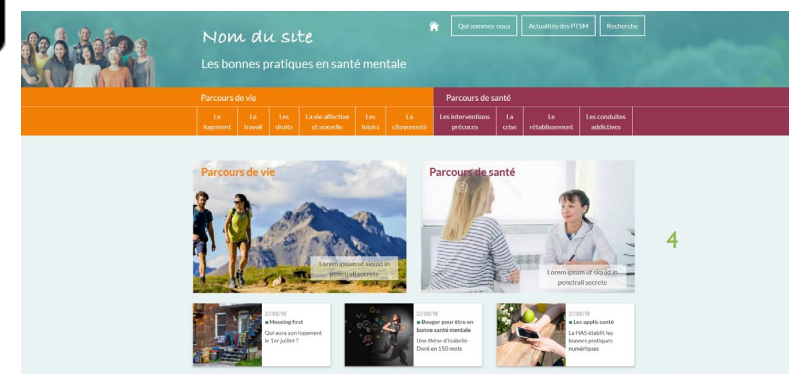 Nom du site
Qui sommes-nous
Actualités des PTSM
Recherche
Les bonnes pratiques en santé mentale
Parcours de vie
Le logement
Le travail
Les droits
La vie affective et sexuelle
Les loisirs
La citoyenneté
Parcours de santé
Les interventions précoces
La crise
Le rétablissement
Les conduites addictives
Parcours de vie
Lorem ipsum ut siquid in
penetrali secrete
Parcours de santé
Lorem ipsum ut siquid in
penetrali secrete
4
27/08/18
Housing first
Qui aura son logement
le 1er juillet ?
27/08/18
Bouger pour être en
bonne santé mentale
Une thèse d'Isabelle
Doré en 150 mots
27/08/18
Les applis santé
La HAS établit les
bonnes pratiques
numériques